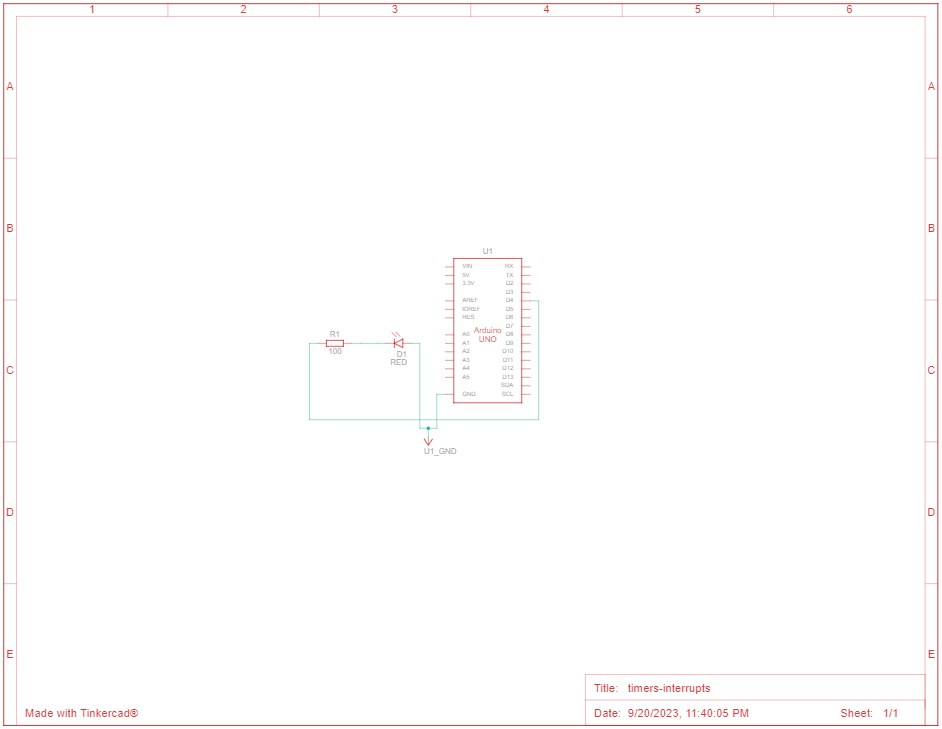 1 2 3 4 5 6
A A
B B
U1
VIN RX
5V TX
3.3V D2
D3
AREF D4
IOREF D5
RES D6
D7
Arduino
UNO
A0 D8
A1 D9
A2 D10
A3 D11
A4 D12
A5 D13
SDA
GND SCL
R1
100
D1
RED
C C
U1_GND
D D
E E
Title: timers-interrupts
Made with Tinkercad®
Date: 9/20/2023, 11:40:05 PM Sheet: 1/1